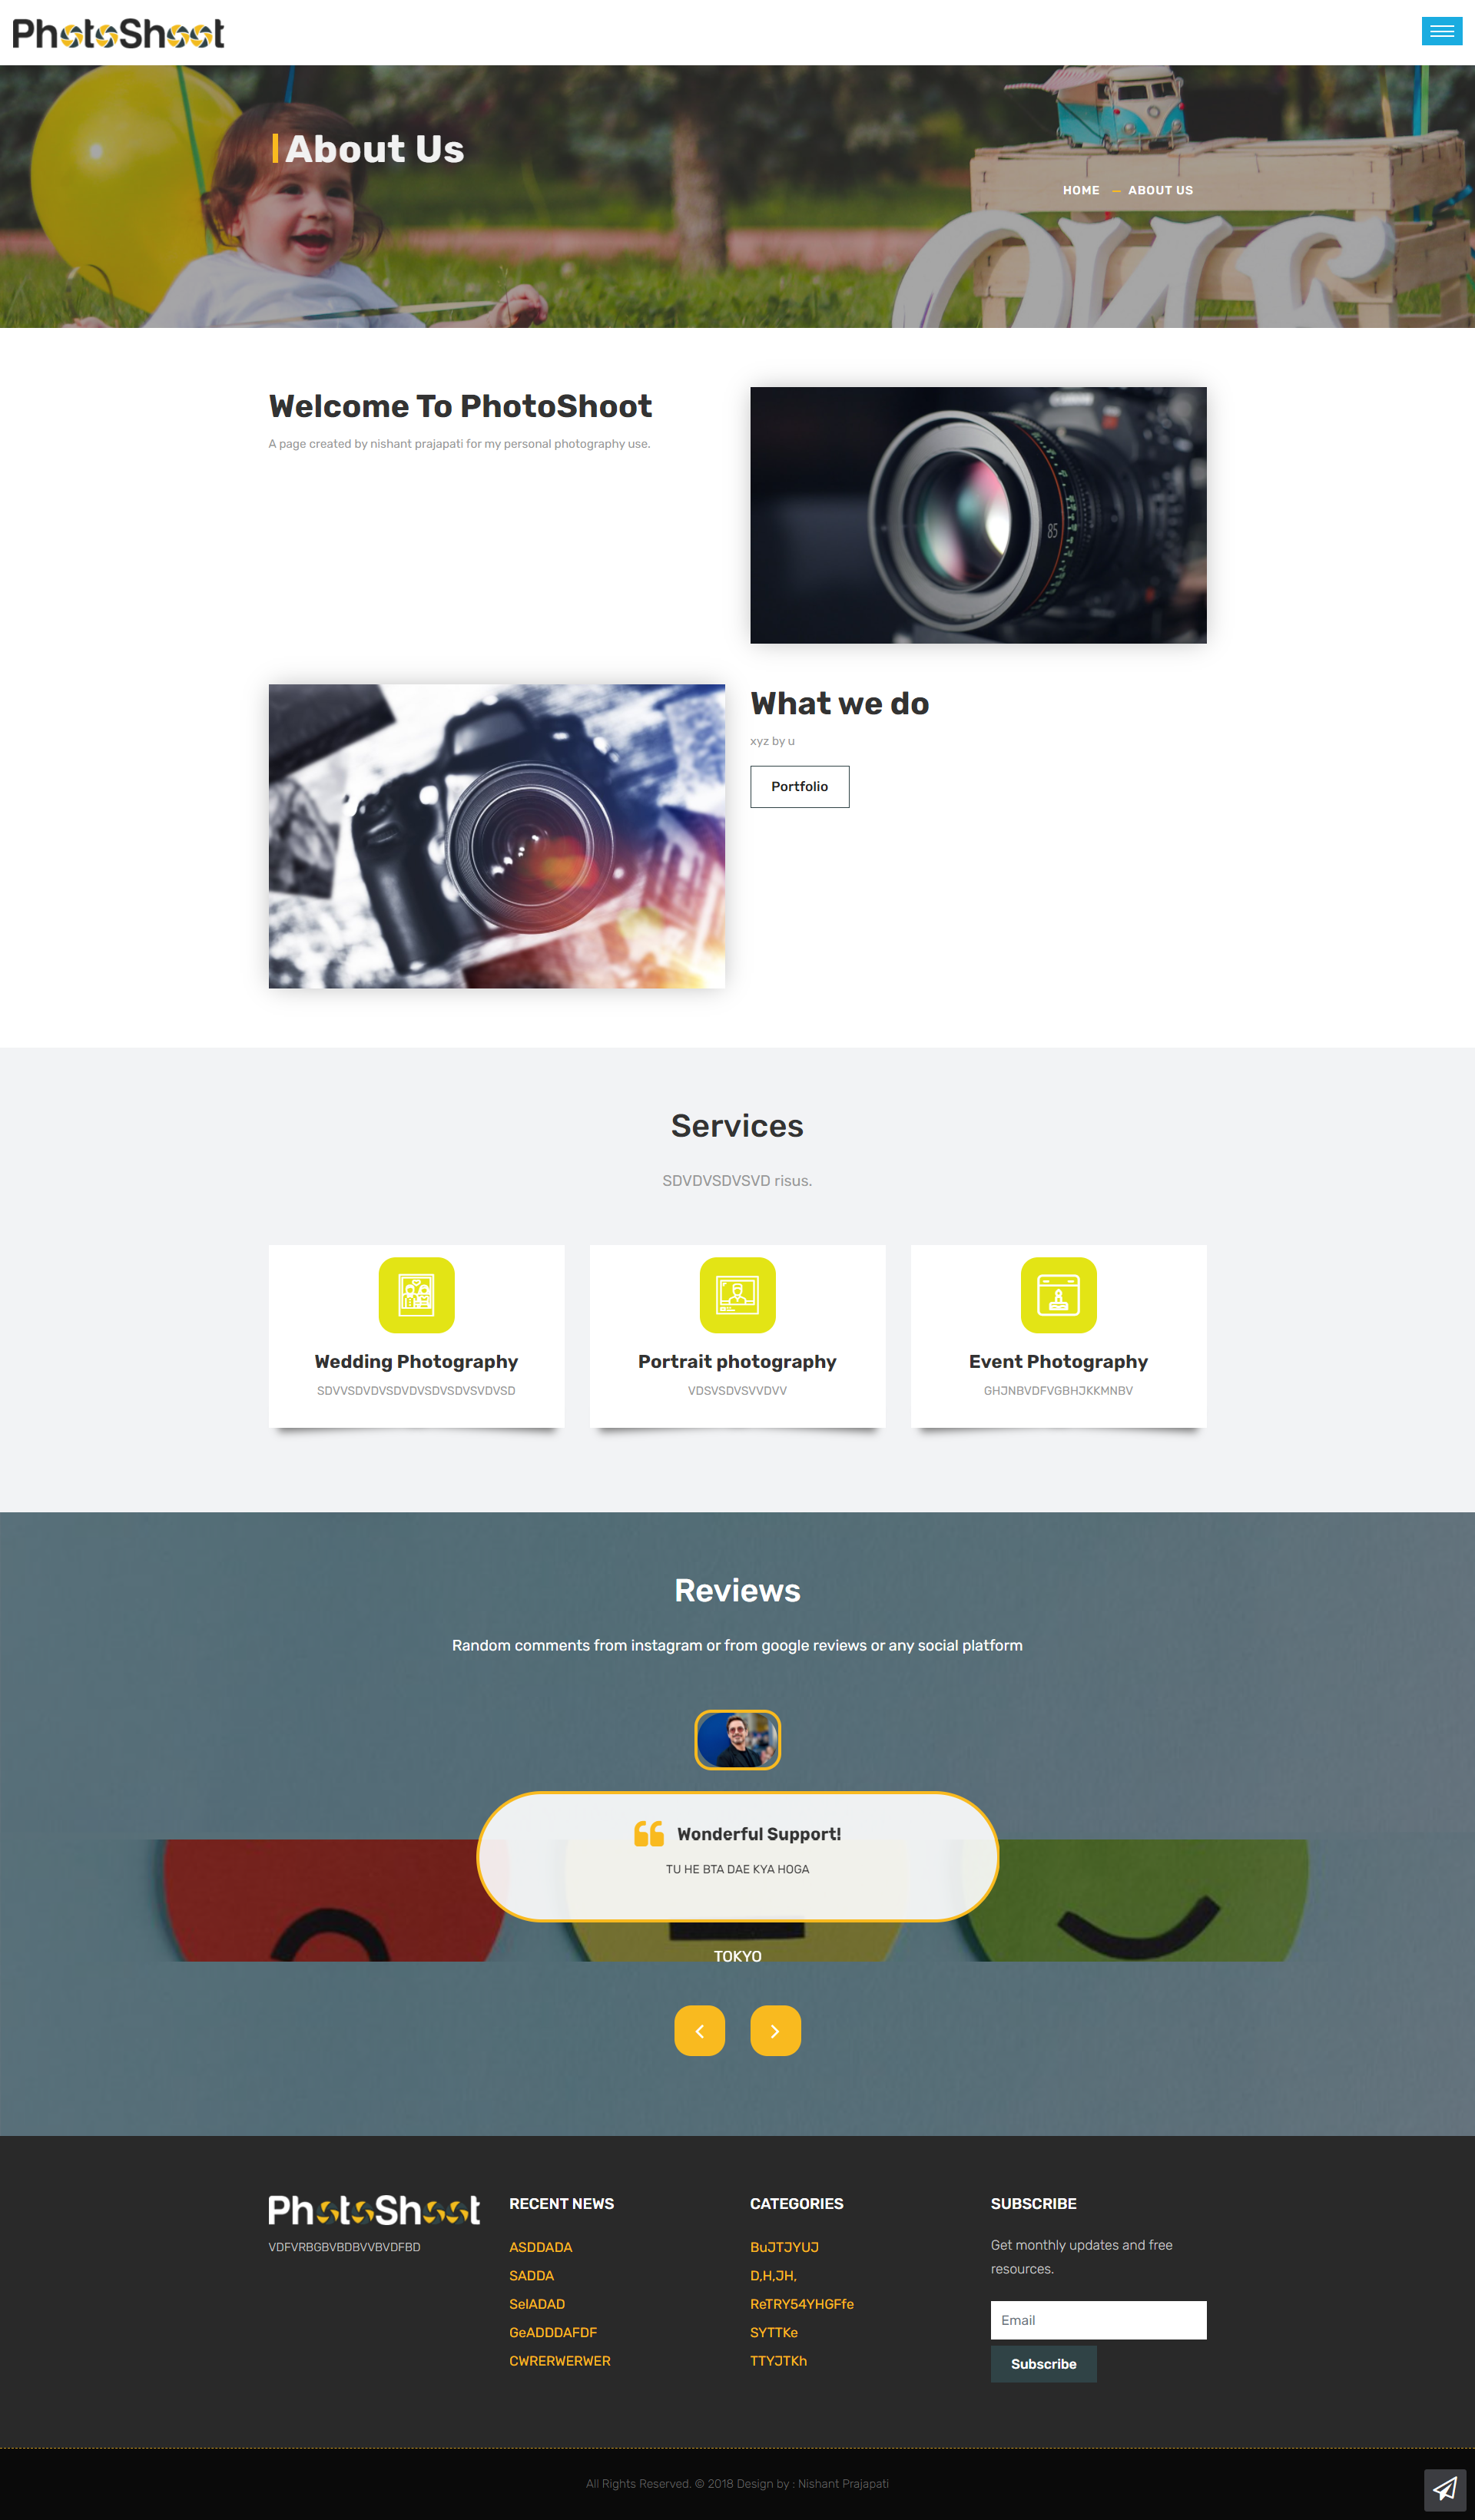 PhotoShoot
About Us
HOME — ABOUT US
ONE
Welcome To PhotoShoot
A page created by nishant prajapati for my personal photography use.
Canon
85
What we do
xyz by u
Portfolio
Services
SDVDVSDVSVD risus.
Wedding Photography
SDVVSDVDVSDVDVSDVSDVSVDVSD
Portrait photography
VDSVSDVSVVDVV
Event Photography
GHJNBVDFVGBHJKKMNBV
Reviews
Random comments from instagram or from google reviews or any social platform
Wonderful Support!
TU HE BTA DAE KYA HOGA
TOKYO
PhotoShoot
VDFVRBGBVBDBVVBVDFBD
RECENT NEWS
ASDDADA
SADDA
SelADAD
GeADDDAFDF
CWRERWERWER
CATEGORIES
BuJTJYUJ
D,H,JH,
ReTRY54YHGFfe
SYTTKe
TTYJTKh
SUBSCRIBE
Get monthly updates and free
resources.
Email
Subscribe
All Rights Reserved. © 2018 Design by : Nishant Prajapati